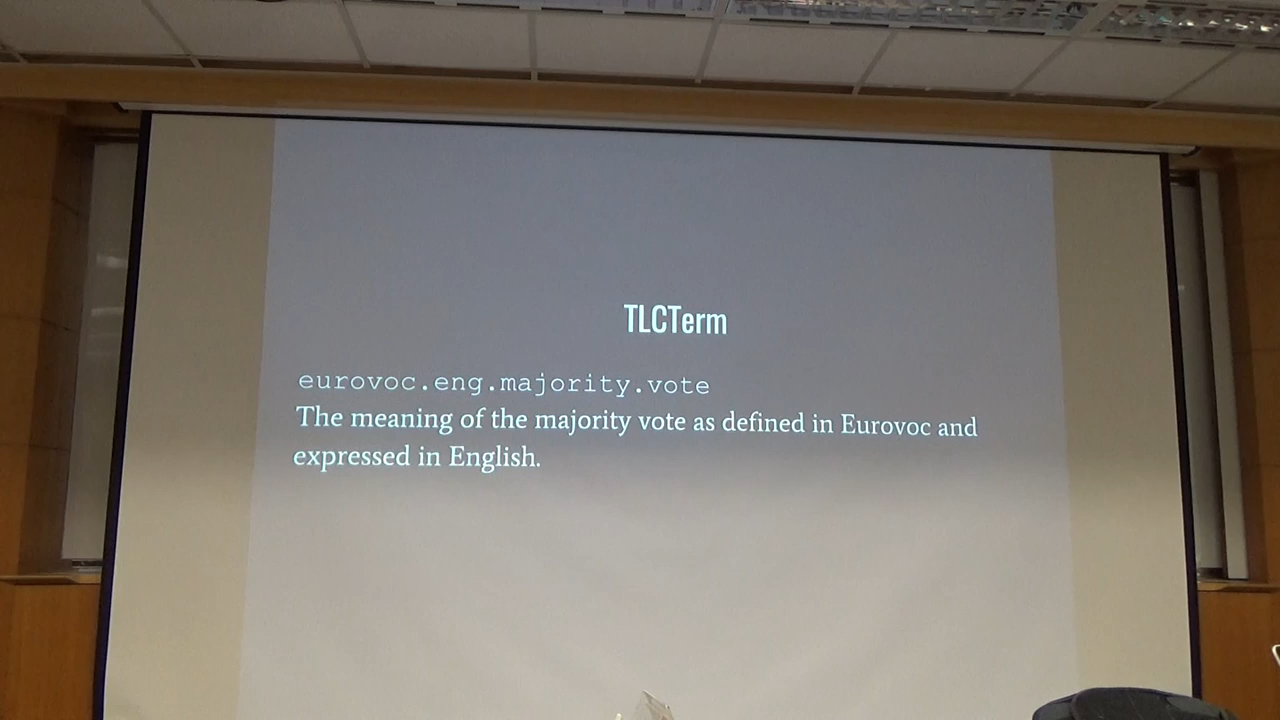 TLCTerm
eurovoc.eng.majority.vote
The meaning of the majority vote as defined in Eurovoc and
expressed in English.